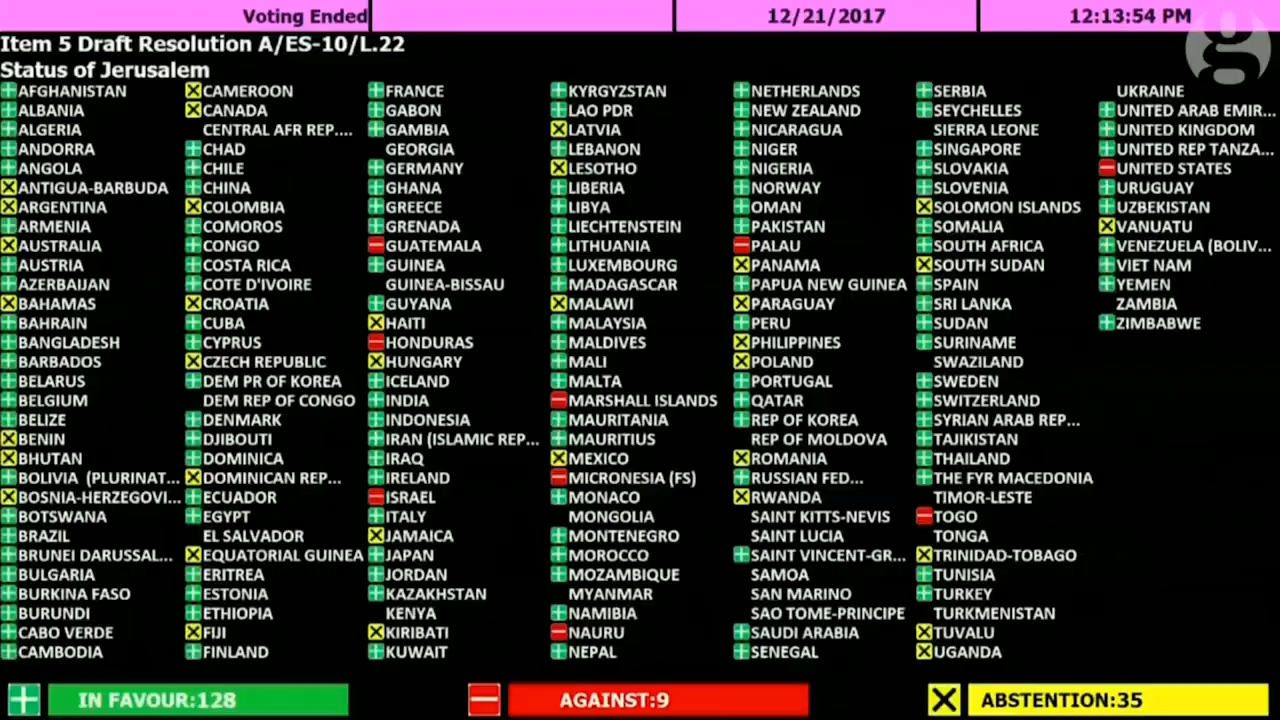 Voting Ended 12/21/2017 12:13:54 PM
Item 5 Draft Resolution A/ES-10/L.22
Status of Jerusalem
AFGHANISTAN
ALBANIA
ALGERIA
ANDORRA
ANGOLA
ANTIGUA-BARBUDA
ARGENTINA
ARMENIA
AUSTRALIA
AUSTRIA
AZERBAIJAN
BAHAMAS
BAHRAIN
BANGLADESH
BARBADOS
BELARUS
BELGIUM
BELIZE
BENIN
BHUTAN
BOLIVIA (PLURINAT...
BOSNIA-HERZEGOVI...
BOTSWANA
BRAZIL
BRUNEI DARUSSAL...
BULGARIA
BURKINA FASO
BURUNDI
CABO VERDE
CAMBODIA
CAMEROON
CANADA
CENTRAL AFR REP....
CHAD
CHILE
CHINA
COLOMBIA
COMOROS
CONGO
COSTA RICA
COTE D'IVOIRE
CROATIA
CUBA
CYPRUS
CZECH REPUBLIC
DEM PR OF KOREA
DEM REP OF CONGO
DENMARK
DJIBOUTI
DOMINICA
DOMINICAN REP...
ECUADOR
EGYPT
EL SALVADOR
EQUATORIAL GUINEA
ERITREA
ESTONIA
ETHIOPIA
FIJI
FINLAND
FRANCE
GABON
GAMBIA
GEORGIA
GERMANY
GHANA
GREECE
GRENADA
GUATEMALA
GUINEA
GUINEA-BISSAU
GUYANA
HAITI
HONDURAS
HUNGARY
ICELAND
INDIA
INDONESIA
IRAN (ISLAMIC REP...
IRAQ
IRELAND
ISRAEL
ITALY
JAMAICA
JAPAN
JORDAN
KAZAKHSTAN
KENYA
KIRIBATI
KUWAIT
KYRGYZSTAN
LAO PDR
LATVIA
LEBANON
LESOTHO
LIBERIA
LIBYA
LIECHTENSTEIN
LITHUANIA
LUXEMBOURG
MADAGASCAR
MALAWI
MALAYSIA
MALDIVES
MALI
MALTA
MARSHALL ISLANDS
MAURITANIA
MAURITIUS
MEXICO
MICRONESIA (FS)
MONACO
MONGOLIA
MONTENEGRO
MOROCCO
MOZAMBIQUE
MYANMAR
NAMIBIA
NAURU
NEPAL
NETHERLANDS
NEW ZEALAND
NICARAGUA
NIGER
NIGERIA
NORWAY
OMAN
PAKISTAN
PALAU
PANAMA
PAPUA NEW GUINEA
PARAGUAY
PERU
PHILIPPINES
POLAND
PORTUGAL
QATAR
REP OF KOREA
REP OF MOLDOVA
ROMANIA
RUSSIAN FED...
RWANDA
SAINT KITTS-NEVIS
SAINT LUCIA
SAINT VINCENT-GR...
SAMOA
SAN MARINO
SAO TOME-PRINCIPE
SAUDI ARABIA
SENEGAL
SERBIA
SEYCHELLES
SIERRA LEONE
SINGAPORE
SLOVAKIA
SLOVENIA
SOLOMON ISLANDS
SOMALIA
SOUTH AFRICA
SOUTH SUDAN
SPAIN
SRI LANKA
SUDAN
SURINAME
SWAZILAND
SWEDEN
SWITZERLAND
SYRIAN ARAB REP...
TAJIKISTAN
THAILAND
THE FYR MACEDONIA
TIMOR-LESTE
TOGO
TONGA
TRINIDAD-TOBAGO
TUNISIA
TURKEY
TURKMENISTAN
TUVALU
UGANDA
UKRAINE
UNITED ARAB EMIR...
UNITED KINGDOM
UNITED REP TANZA...
UNITED STATES
URUGUAY
UZBEKISTAN
VANUATU
VENEZUELA (BOLIV...
VIET NAM
YEMEN
ZAMBIA
ZIMBABWE
IN FAVOUR:128 AGAINST:9 ABSTENTION:35